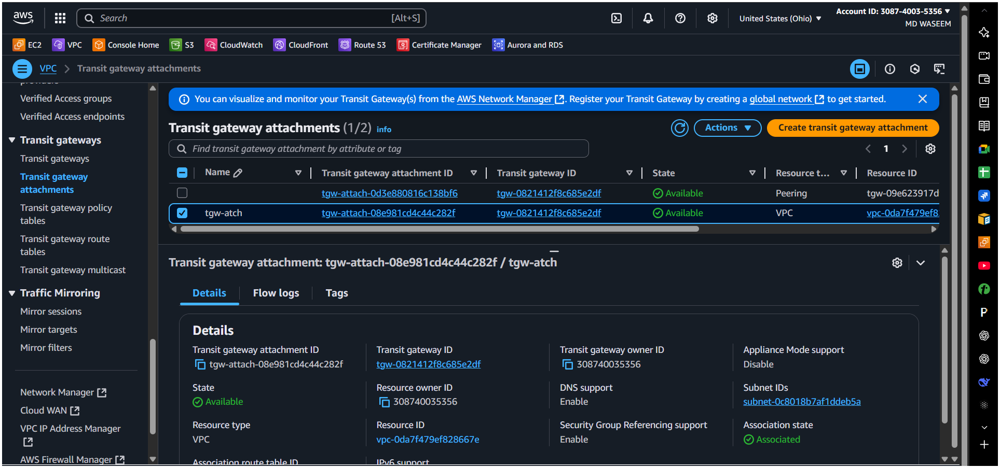 aws
Search
[Alt+S]
United States (Ohio)
Account ID: 3087-4003-5356
MD WASEEM
EC2
VPC
Console Home
S3
CloudWatch
CloudFront
Route 53
Certificate Manager
Aurora and RDS
VPC
Transit gateway attachments
providers
Verified Access groups
Verified Access endpoints
Transit gateways
Transit gateways
Transit gateway
attachments
Transit gateway policy
tables
Transit gateway route
tables
Transit gateway multicast
Traffic Mirroring
Mirror sessions
Mirror targets
Mirror filters
Network Manager
Cloud WAN
VPC IP Address Manager
AWS Firewall Manager
You can visualize and monitor your Transit Gateway(s) from the AWS Network Manager. Register your Transit Gateway by creating a global network to get started.
Transit gateway attachments (1/2) info
Actions
Create transit gateway attachment
Find transit gateway attachment by attribute or tag
1
Name
Transit gateway attachment ID
Transit gateway ID
State
Resource t...
Resource ID
tgw-attach-0d3e880816c138bf6
tgw-0821412f8c685e2df
Available
Peering
tgw-09e623917d
tgw-atch
tgw-attach-08e981cd4c44c282f
tgw-0821412f8c685e2df
Available
VPC
vpc-0da7f479ef8
Transit gateway attachment: tgw-attach-08e981cd4c44c282f / tgw-atch
Details
Flow logs
Tags
Details
Transit gateway attachment ID
tgw-attach-08e981cd4c44c282f
Transit gateway ID
tgw-0821412f8c685e2df
Transit gateway owner ID
308740035356
Appliance Mode support
Disable
State
Available
Resource owner ID
308740035356
DNS support
Enable
Subnet IDs
subnet-0c8018b7af1ddeb5a
Resource type
VPC
Resource ID
vpc-0da7f479ef828667e
Security Group Referencing support
Enable
Association state
Associated
Association route table ID
IPv6 support
P